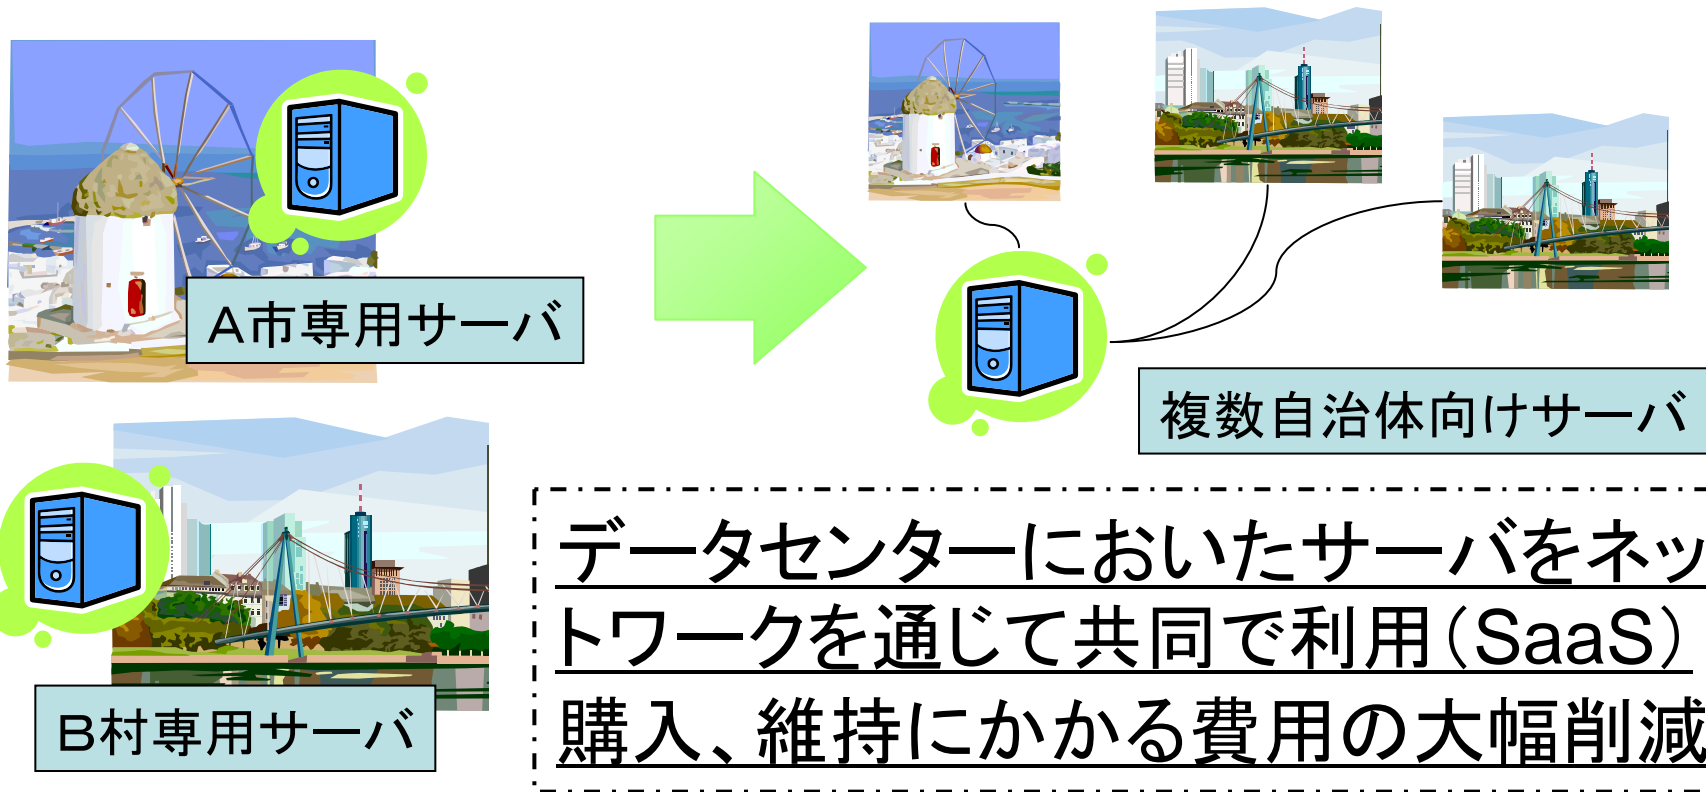 A市専用サーバ
複数自治体向けサーバ
データセンターにおいたサーバをネッ
トワークを通じて共同で利用（SaaS）
購入、維持にかかる費用の大幅削減
B村専用サーバ